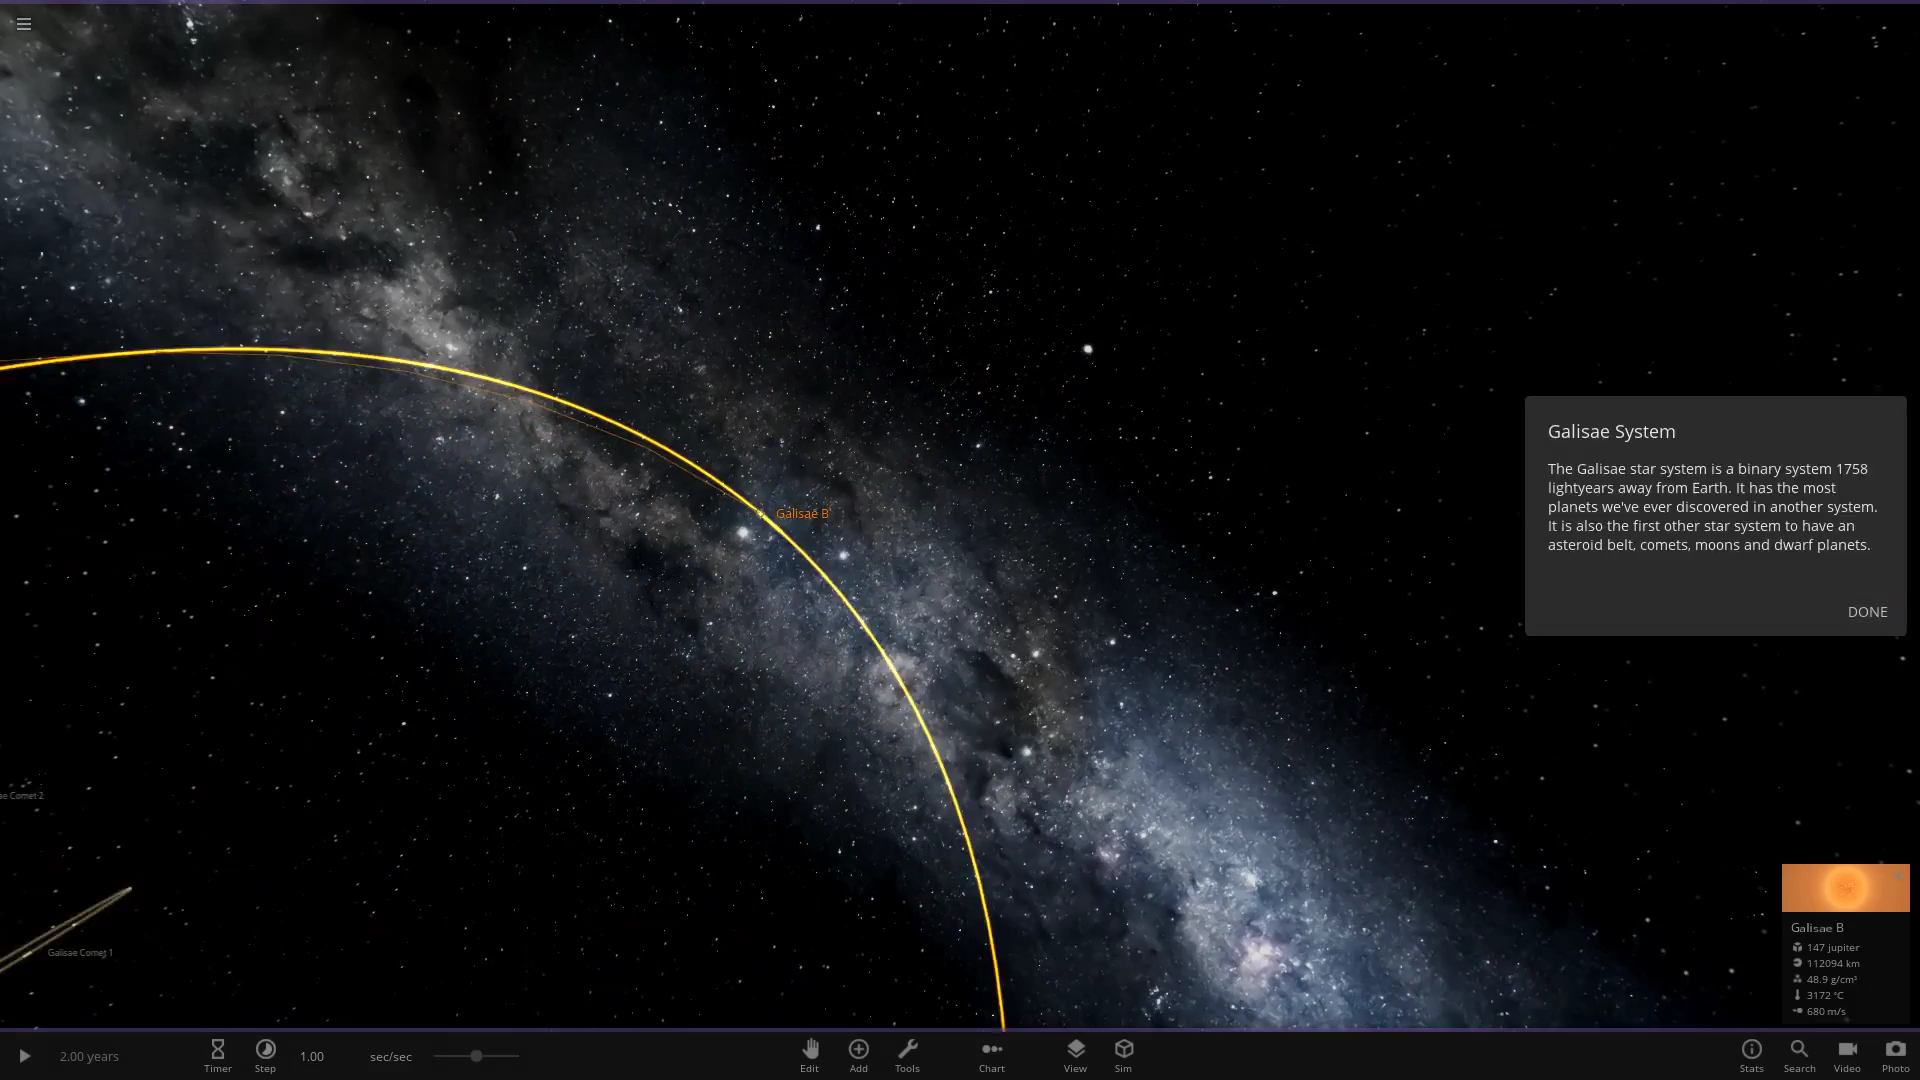 Galisae B
Galisae System
The Galisae star system is a binary system 1758
lightyears away from Earth. It has the most
planets we've ever discovered in another system.
It is also the first other star system to have an
asteroid belt, comets, moons and dwarf planets.
DONE
ae Comet 2
Galisae Comet 1
Galisae B
147 jupiter
112094 km
48.9 g/cm³
3172 °C
680 m/s
2.00 years
Timer
Step
1.00
sec/sec
Edit
Add
Tools
Chart
View
Sim
Stats
Search
Video
Photo